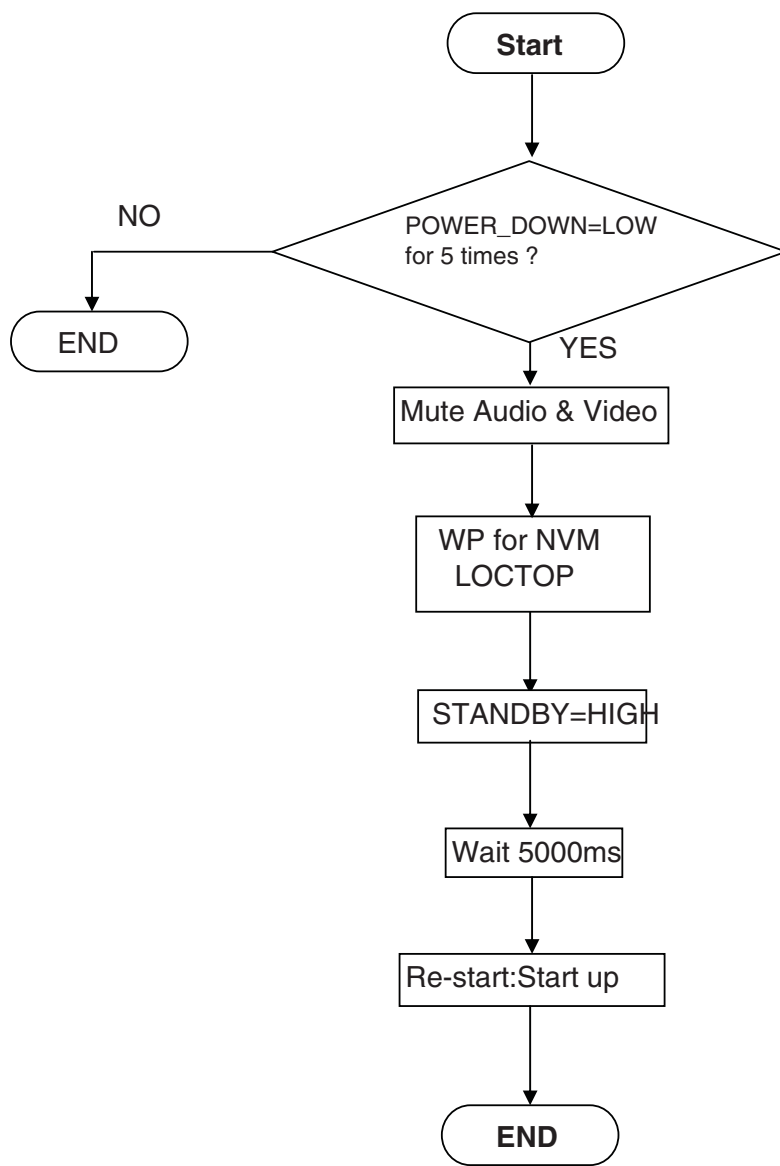 Start
POWER_DOWN=LOW
for 5 times ?
NO
END
YES
Mute Audio & Video
WP for NVM
LOCTOP
STANDBY=HIGH
Wait 5000ms
Re-start:Start up
END